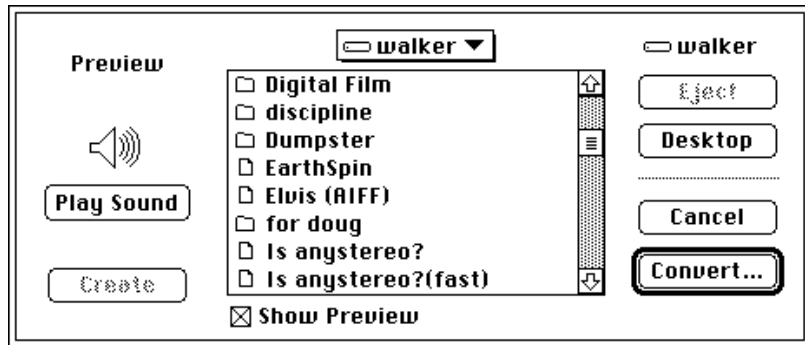 Preview
Play Sound
Create
walker
Digital Film
discipline
Dumpster
EarthSpin
Elvis (AIFF)
for doug
Is anystereo?
Is anystereo?(fast)
Show Preview
walker
Eject
Desktop
Cancel
Convert...